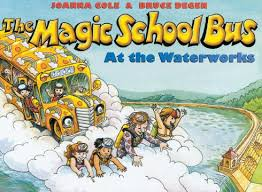 JOANNA COLE & BRUCE DEGEN
The Magic School Bus
At the Waterworks